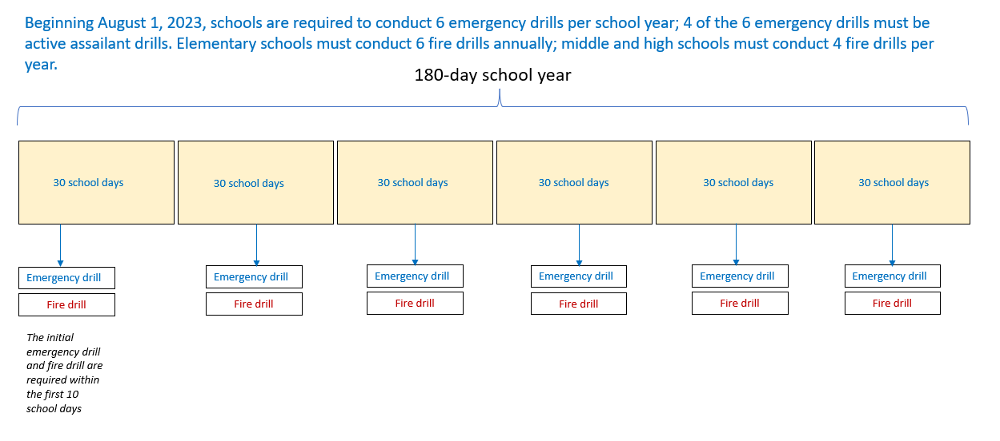 Beginning August 1, 2023, schools are required to conduct 6 emergency drills per school year; 4 of the 6 emergency drills must be
active assailant drills. Elementary schools must conduct 6 fire drills annually; middle and high schools must conduct 4 fire drills per
year.
180-day school year
30 school days
30 school days
30 school days
30 school days
30 school days
30 school days
Emergency drill
Fire drill
Emergency drill
Fire drill
Emergency drill
Fire drill
Emergency drill
Fire drill
Emergency drill
Fire drill
Emergency drill
Fire drill
The initial
emergency drill
and fire drill are
required within
the first 10
school days